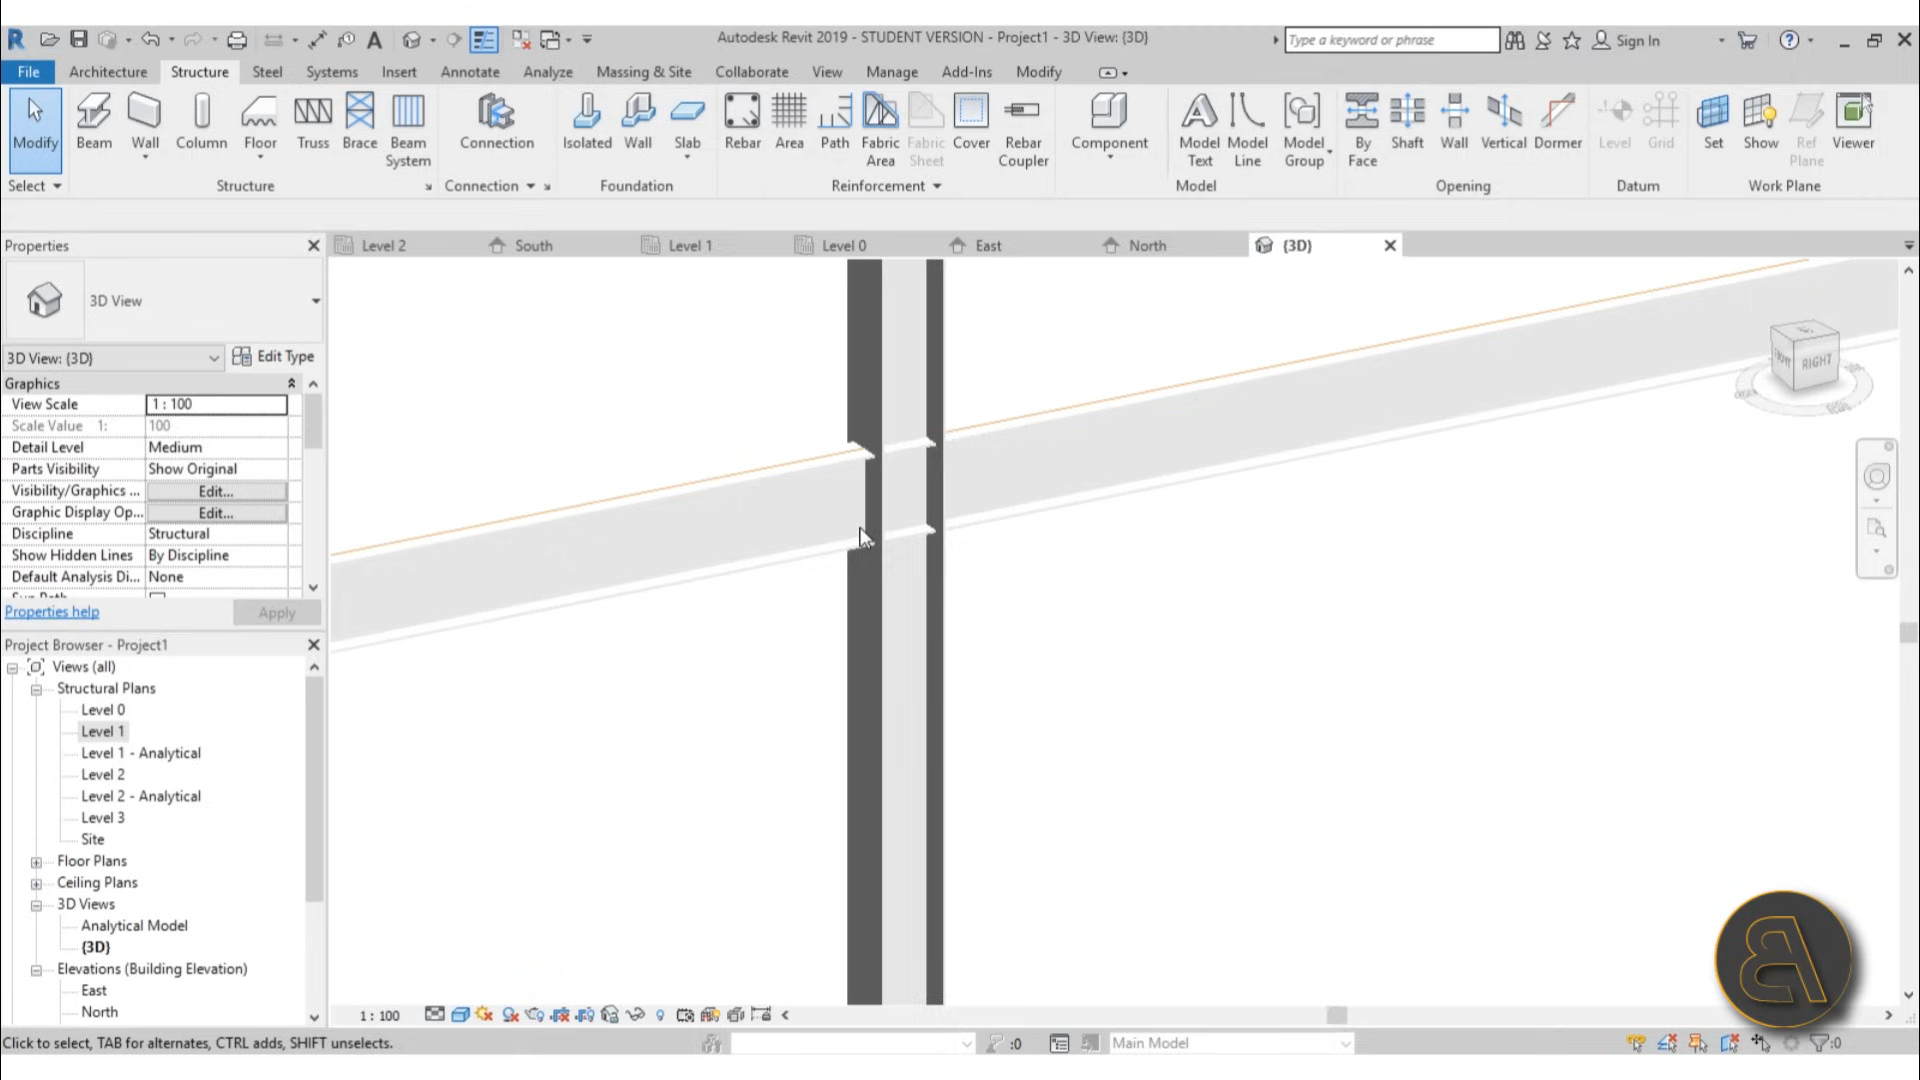 Autodesk Revit 2019 - STUDENT VERSION - Project1 - 3D View: {3D}
Type a keyword or phrase
Sign In
File Architecture Structure Steel Systems Insert Annotate Analyze Massing & Site Collaborate View Manage Add-Ins Modify
Modify Beam Wall Column Floor Truss Brace Beam System Connection Isolated Wall Slab Rebar Area Path Fabric Area Fabric Sheet Cover Rebar Coupler Component Model Text Model Line Model Group By Face Shaft Wall Vertical Dormer Level Grid Set Show Ref Plane Viewer
Select Structure Connection Foundation Reinforcement Model Opening Datum Work Plane
Properties
Level 2 South Level 1 Level 0 East North {3D}
3D View
3D View: {3D} Edit Type
Graphics
View Scale 1 : 100
Scale Value 1: 100
Detail Level Medium
Parts Visibility Show Original
Visibility/Graphics ... Edit...
Graphic Display Op... Edit...
Discipline Structural
Show Hidden Lines By Discipline
Default Analysis Di... None
Properties help Apply
Project Browser - Project1
Views (all)
Structural Plans
Level 0
Level 1
Level 1 - Analytical
Level 2
Level 2 - Analytical
Level 3
Site
Floor Plans
Ceiling Plans
3D Views
Analytical Model
{3D}
Elevations (Building Elevation)
East
North
RIGHT
1 : 100
Click to select, TAB for alternates, CTRL adds, SHIFT unselects.
:0
Main Model
:0